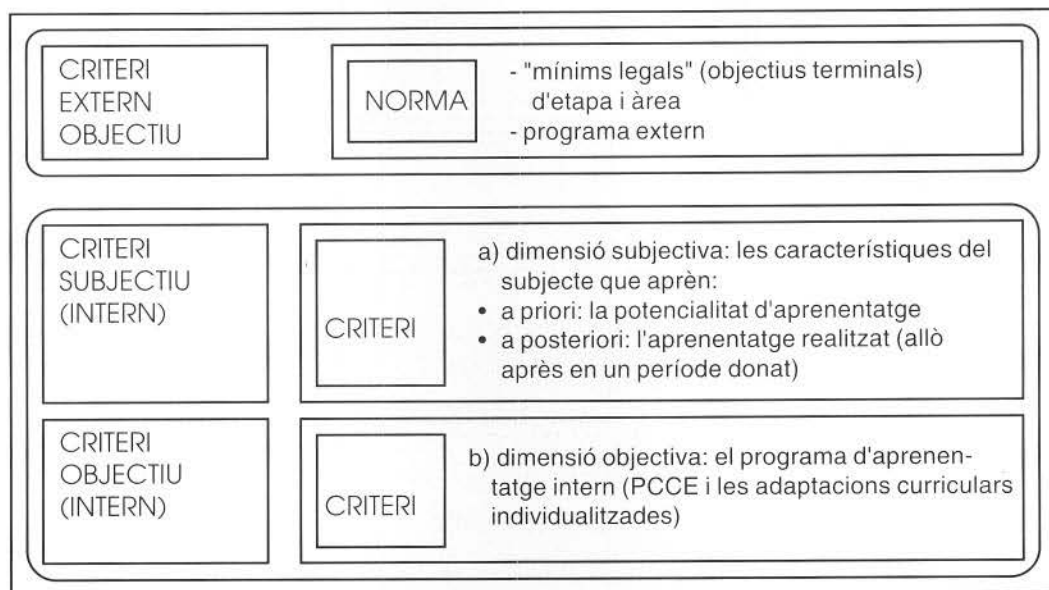 CRITERI
EXTERN
OBJECTIU
NORMA
- "mínims legals" (objectius terminals)
d'etapa i àrea
- programa extern
CRITERI
SUBJECTIU
(INTERN)
CRITERI
a) dimensió subjectiva: les característiques del
subjecte que aprèn:
• a priori: la potencialitat d'aprenentatge
• a posteriori: l'aprenentatge realitzat (allò
après en un període donat)
CRITERI
OBJECTIU
(INTERN)
CRITERI
b) dimensió objectiva: el programa d'aprenen-
tatge intern (PCCE i les adaptacions curriculars
individualitzades)